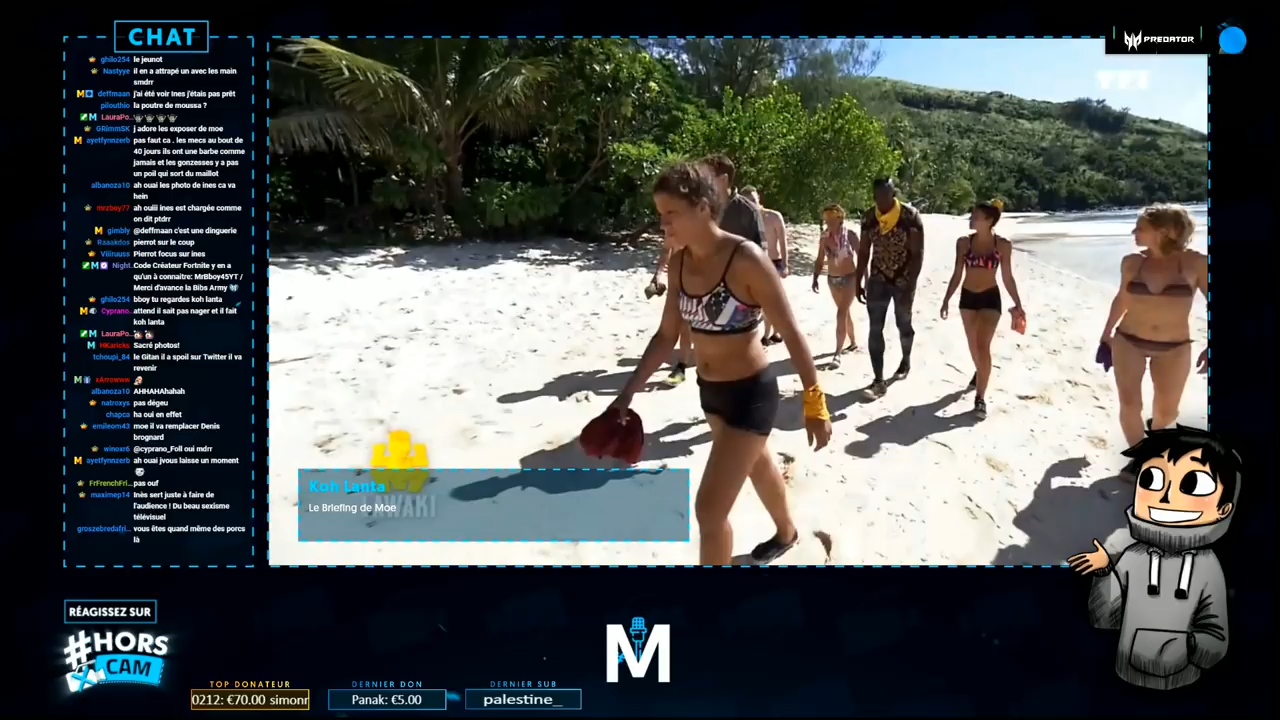 CHAT
ghilo254 le jeunot
Nastyye il en a attrapé un avec les main
smdrr
deffmaan j'ai été voir Ines j'étais pas prêt
pilouthio la poutre de moussa ?
LauraPo..
GRimmSK j adore les exposer de moe
ayetfynnzerb pas faut ca . les mecs au bout de
40 jours ils ont une barbe comme
jamais et les gonzesses y a pas
un poil qui sort du maillot
albanoza10 ah ouai les photo de ines ca va
hein
mrzbey77 ah ouiii ines est chargée comme
on dit ptdrr
gimbly @deffmaan c'est une dinguerie
Raaakdos pierrot sur le coup
Viiiruuss Pierrot focus sur ines
Night.. Code Créateur Fortnite y en a
qu'un à connaitre: MrBboy45YT /
Merci d'avance la Bibs Army
ghilo254 bboy tu regardes koh lanta
Cyprano.. attend il sait pas nager et il fait
koh lanta
LauraPo..
HKaricks Sacré photos!
tchoupi_84 le Gitan il a spoil sur Twitter il va
revenir
xArrowww
albanoza10 AHHAHAhahah
natroxys pas dégeu
chapca ha oui en effet
emileom43 moe il va remplacer Denis
brognard
winoxr6 @cyprano_Foll oui mdrr
ayetfynnzerb ah ouai jvous laisse un moment
FrFrenchFri.. pas ouf
maximep14 Inès sert juste à faire de
l'audience ! Du beau sexisme
télévisuel
groszebredafri.. vous êtes quand même des porcs
là
PREDATOR
TF1
Koh Lanta
Le Briefing de Moe
RÉAGISSEZ SUR
#HORS
CAM
M
TOP DONATEUR
0212: €70.00 simonr
DERNIER DON
Panak: €5.00
DERNIER SUB
palestine_